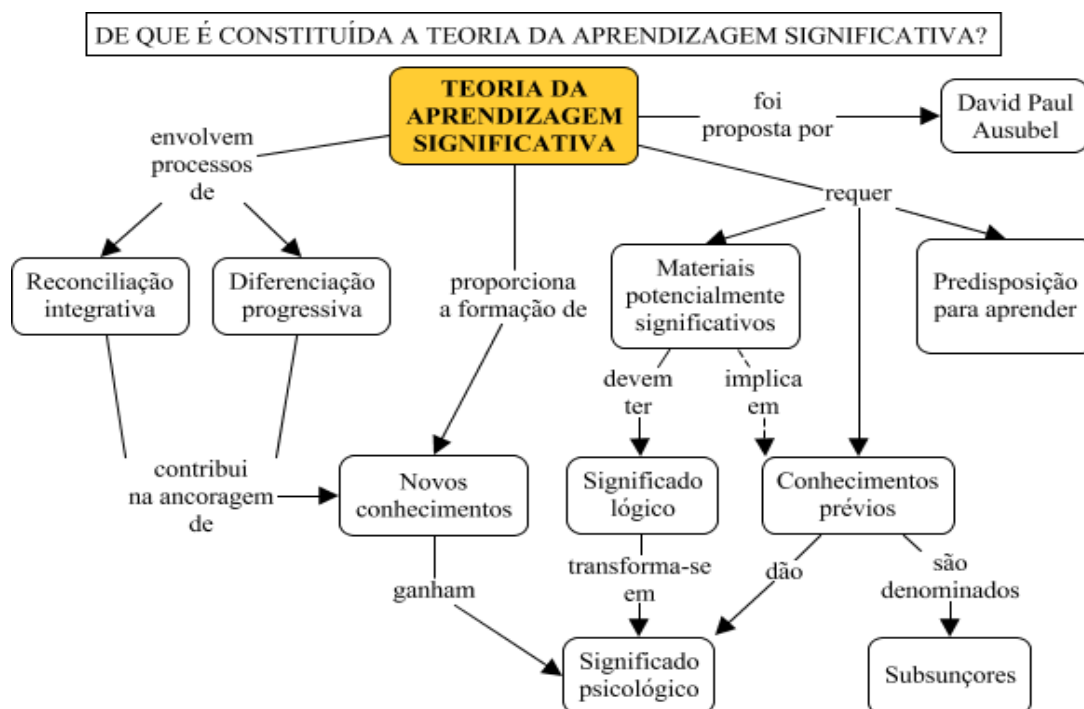 DE QUE É CONSTITUÍDA A TEORIA DA APRENDIZAGEM SIGNIFICATIVA?
TEORIA DA
APRENDIZAGEM
SIGNIFICATIVA
foi
proposta por
David Paul
Ausubel
envolvem
processos
de
requer
Reconciliação
integrativa
Diferenciação
progressiva
proporciona
a formação de
Materiais
potencialmente
significativos
Predisposição
para aprender
devem
ter
implica
em
contribui
na ancoragem
de
Novos
conhecimentos
Significado
lógico
Conhecimentos
prévios
ganham
transforma-se
em
dão
são
denominados
Significado
psicológico
Subsunçores